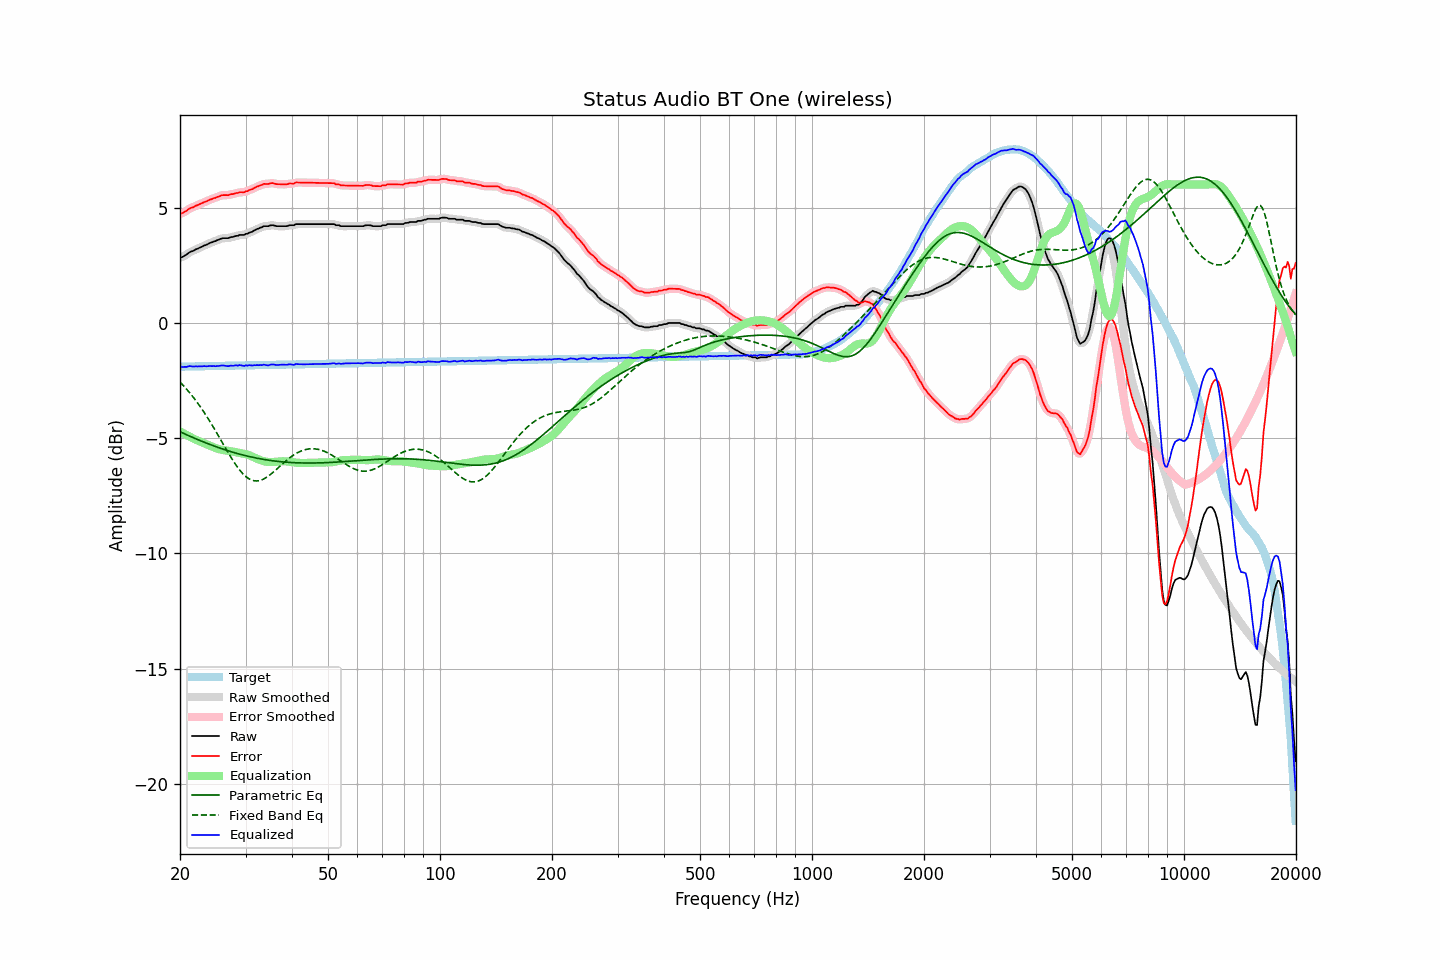 Status Audio BT One (wireless)
Amplitude (dBr)
5
0
−5
−10
−15
−20
Target
Raw Smoothed
Error Smoothed
Raw
Error
Equalization
Parametric Eq
Fixed Band Eq
Equalized
20 50 100 200 500 1000 2000 5000 10000 20000
Frequency (Hz)